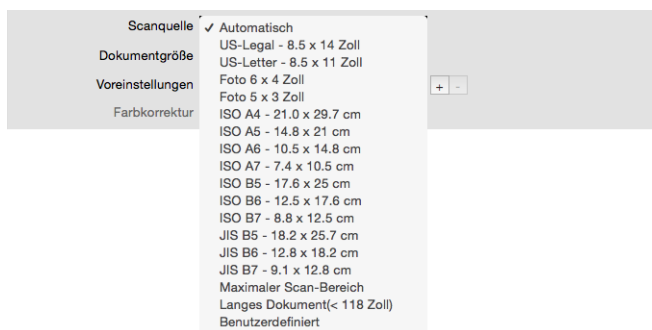 Scanquelle
Dokumentgröße
Voreinstellungen
Farbkorrektur
✓ Automatisch
US-Legal - 8.5 x 14 Zoll
US-Letter - 8.5 x 11 Zoll
Foto 6 x 4 Zoll
Foto 5 x 3 Zoll
ISO A4 - 21.0 x 29.7 cm
ISO A5 - 14.8 x 21 cm
ISO A6 - 10.5 x 14.8 cm
ISO A7 - 7.4 x 10.5 cm
ISO B5 - 17.6 x 25 cm
ISO B6 - 12.5 x 17.6 cm
ISO B7 - 8.8 x 12.5 cm
JIS B5 - 18.2 x 25.7 cm
JIS B6 - 12.8 x 18.2 cm
JIS B7 - 9.1 x 12.8 cm
Maximaler Scan-Bereich
Langes Dokument(< 118 Zoll)
Benutzerdefiniert
+ -